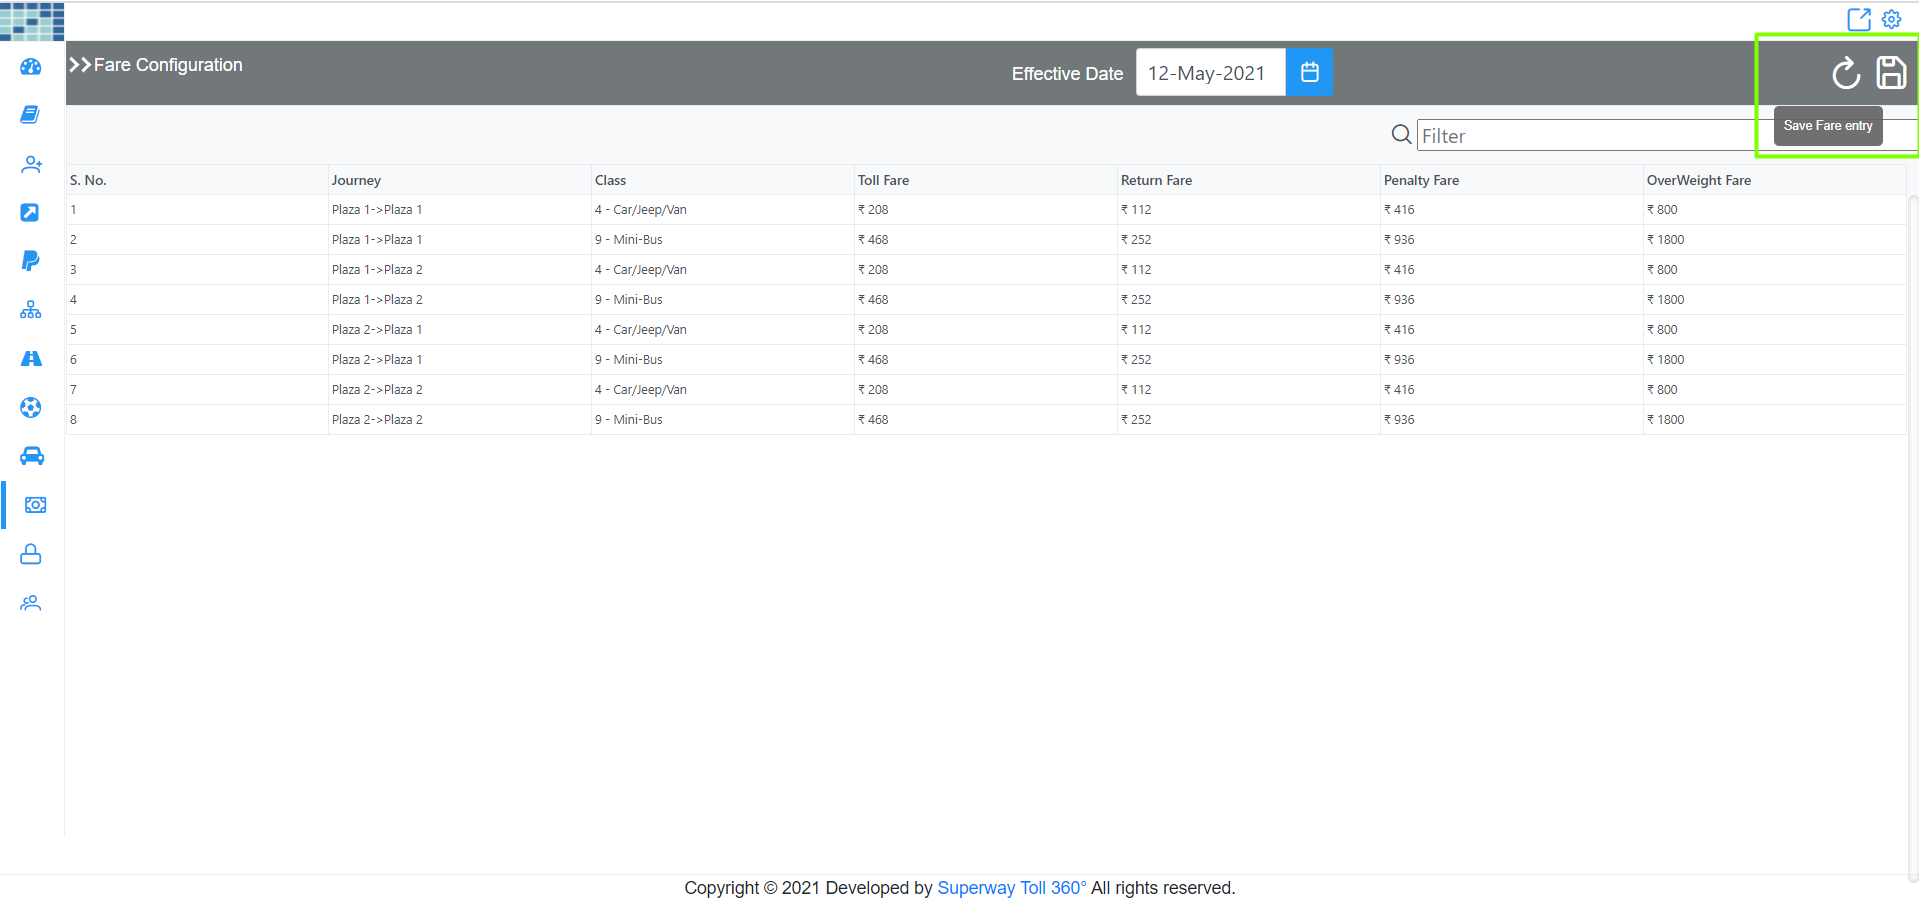 >>Fare Configuration
Effective Date 12-May-2021
Save Fare entry
Filter
S. No. Journey Class Toll Fare Return Fare Penalty Fare OverWeight Fare
1 Plaza 1->Plaza 1 4 - Car/Jeep/Van ₹ 208 ₹ 112 ₹ 416 ₹ 800
2 Plaza 1->Plaza 1 9 - Mini-Bus ₹ 468 ₹ 252 ₹ 936 ₹ 1800
3 Plaza 1->Plaza 2 4 - Car/Jeep/Van ₹ 208 ₹ 112 ₹ 416 ₹ 800
4 Plaza 1->Plaza 2 9 - Mini-Bus ₹ 468 ₹ 252 ₹ 936 ₹ 1800
5 Plaza 2->Plaza 1 4 - Car/Jeep/Van ₹ 208 ₹ 112 ₹ 416 ₹ 800
6 Plaza 2->Plaza 1 9 - Mini-Bus ₹ 468 ₹ 252 ₹ 936 ₹ 1800
7 Plaza 2->Plaza 2 4 - Car/Jeep/Van ₹ 208 ₹ 112 ₹ 416 ₹ 800
8 Plaza 2->Plaza 2 9 - Mini-Bus ₹ 468 ₹ 252 ₹ 936 ₹ 1800
Copyright © 2021 Developed by Superway Toll 360° All rights reserved.